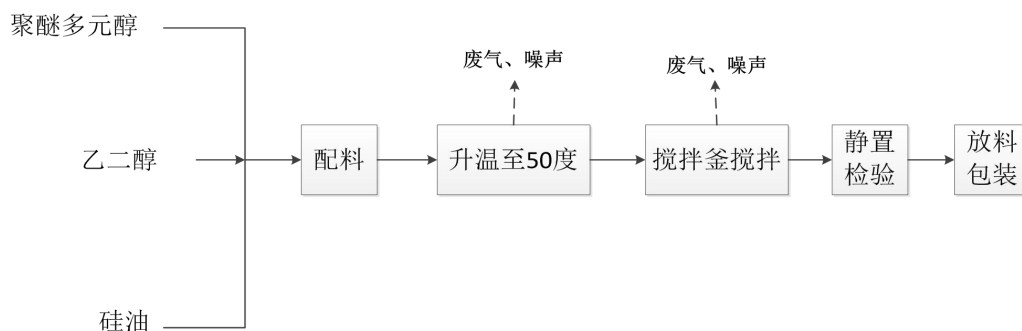 聚醚多元醇
废气、噪声
废气、噪声
乙二醇
配料
升温至50度
搅拌釜搅拌
静置
检验
放料
包装
硅油